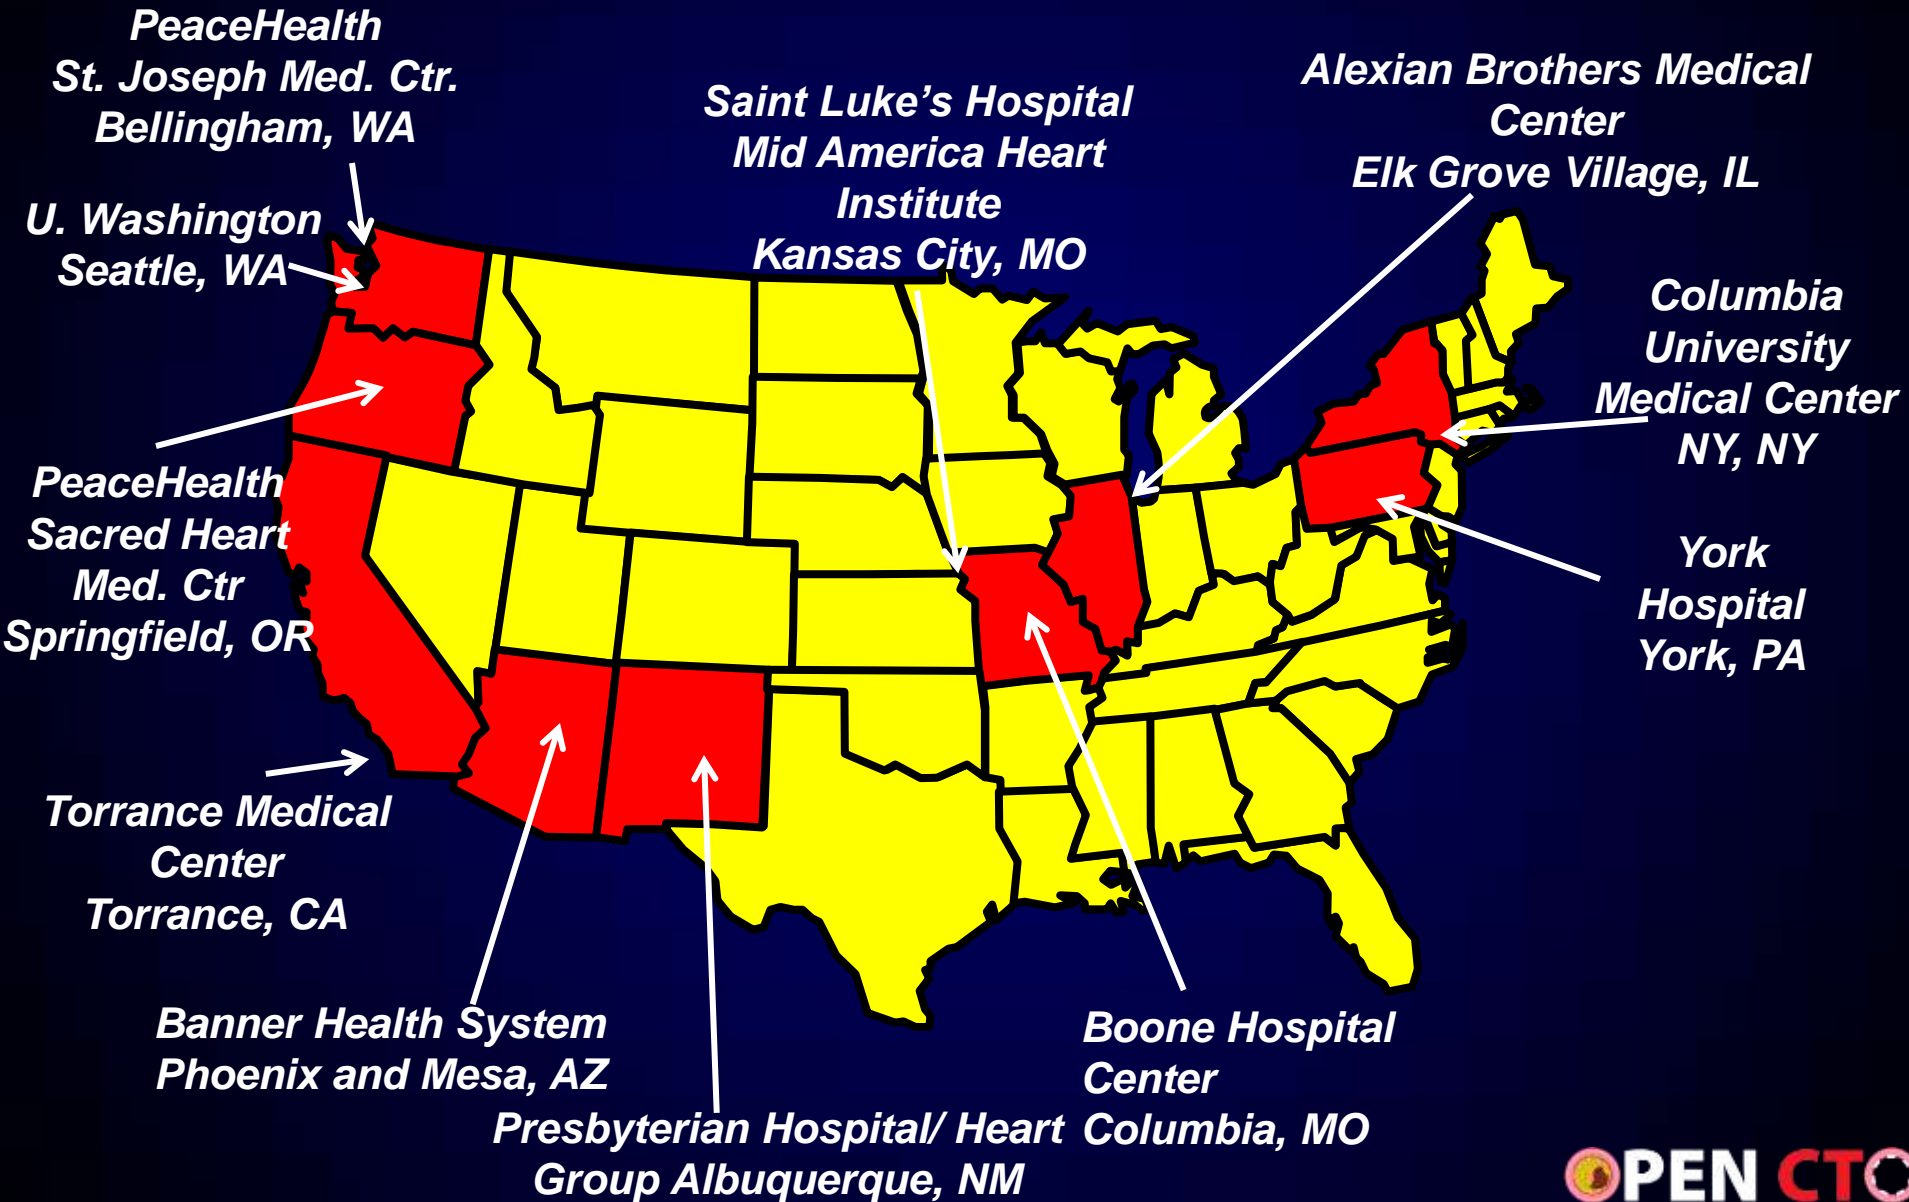 PeaceHealth
St. Joseph Med. Ctr.
Bellingham, WA
U. Washington
Seattle, WA
Saint Luke’s Hospital
Mid America Heart
Institute
Kansas City, MO
Alexian Brothers Medical
Center
Elk Grove Village, IL
Columbia
University
Medical Center
NY, NY
PeaceHealth
Sacred Heart
Med. Ctr
Springfield, OR
York
Hospital
York, PA
Torrance Medical
Center
Torrance, CA
Banner Health System
Phoenix and Mesa, AZ
Boone Hospital
Center
Columbia, MO
Presbyterian Hospital/ Heart
Group Albuquerque, NM
OPEN CTO